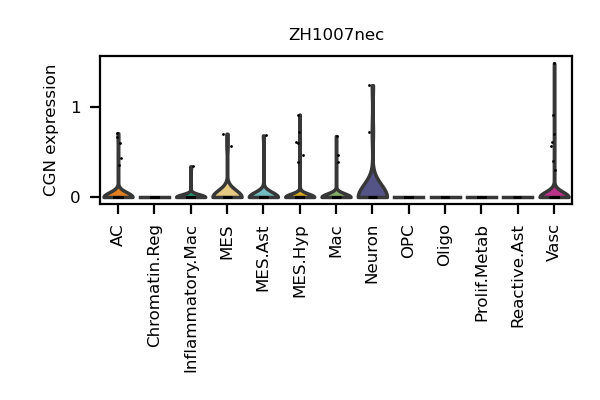 ZH1007nec
CGN expression
1
0
AC
Chromatin.Reg
Inflammatory.Mac
MES
MES.Ast
MES.Hyp
Mac
Neuron
OPC
Oligo
Prolif.Metab
Reactive.Ast
Vasc